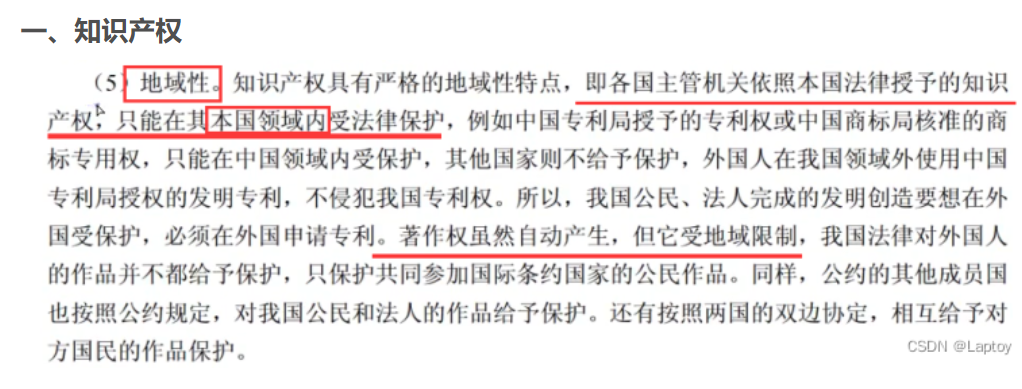 一、知识产权
（5）地域性。知识产权具有严格的地域性特点，即各国主管机关依照本国法律授予的知识
产权，只能在其本国领域内受法律保护，例如中国专利局授予的专利权或中国商标局核准的商
标专用权，只能在中国领域内受保护，其他国家则不给予保护，外国人在我国领域外使用中国
专利局授权的发明专利，不侵犯我国专利权。所以，我国公民、法人完成的发明创造要想在外
国受保护，必须在外国申请专利。著作权虽然自动产生，但它受地域限制，我国法律对外国人
的作品并不都给予保护，只保护共同参加国际条约国家的公民作品。同样，公约的其他成员国
也按照公约规定，对我国公民和法人的作品给予保护。还有按照两国的双边协定，相互给予对
方国民的作品保护。
CSDN @Laptoy